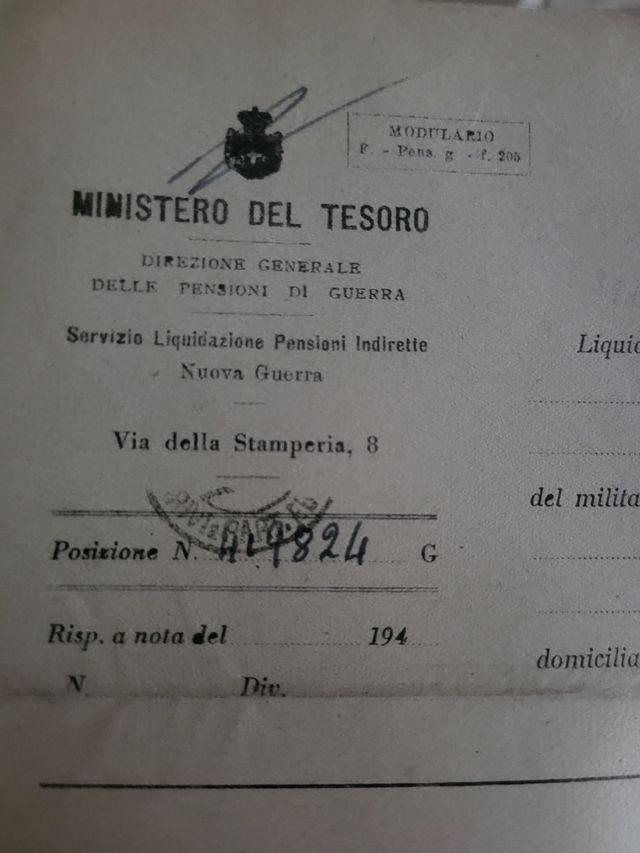 MODULARIO
F. - Pens. g - f. 205
MINISTERO DEL TESORO
DIREZIONE GENERALE
DELLE PENSIONI DI GUERRA
Servizio Liquidazione Pensioni Indirette
Nuova Guerra
Via della Stamperia, 8
Posizione N. 419824 G
Risp. a nota del 194
N. Div.
Liquid
del milita
domicilia